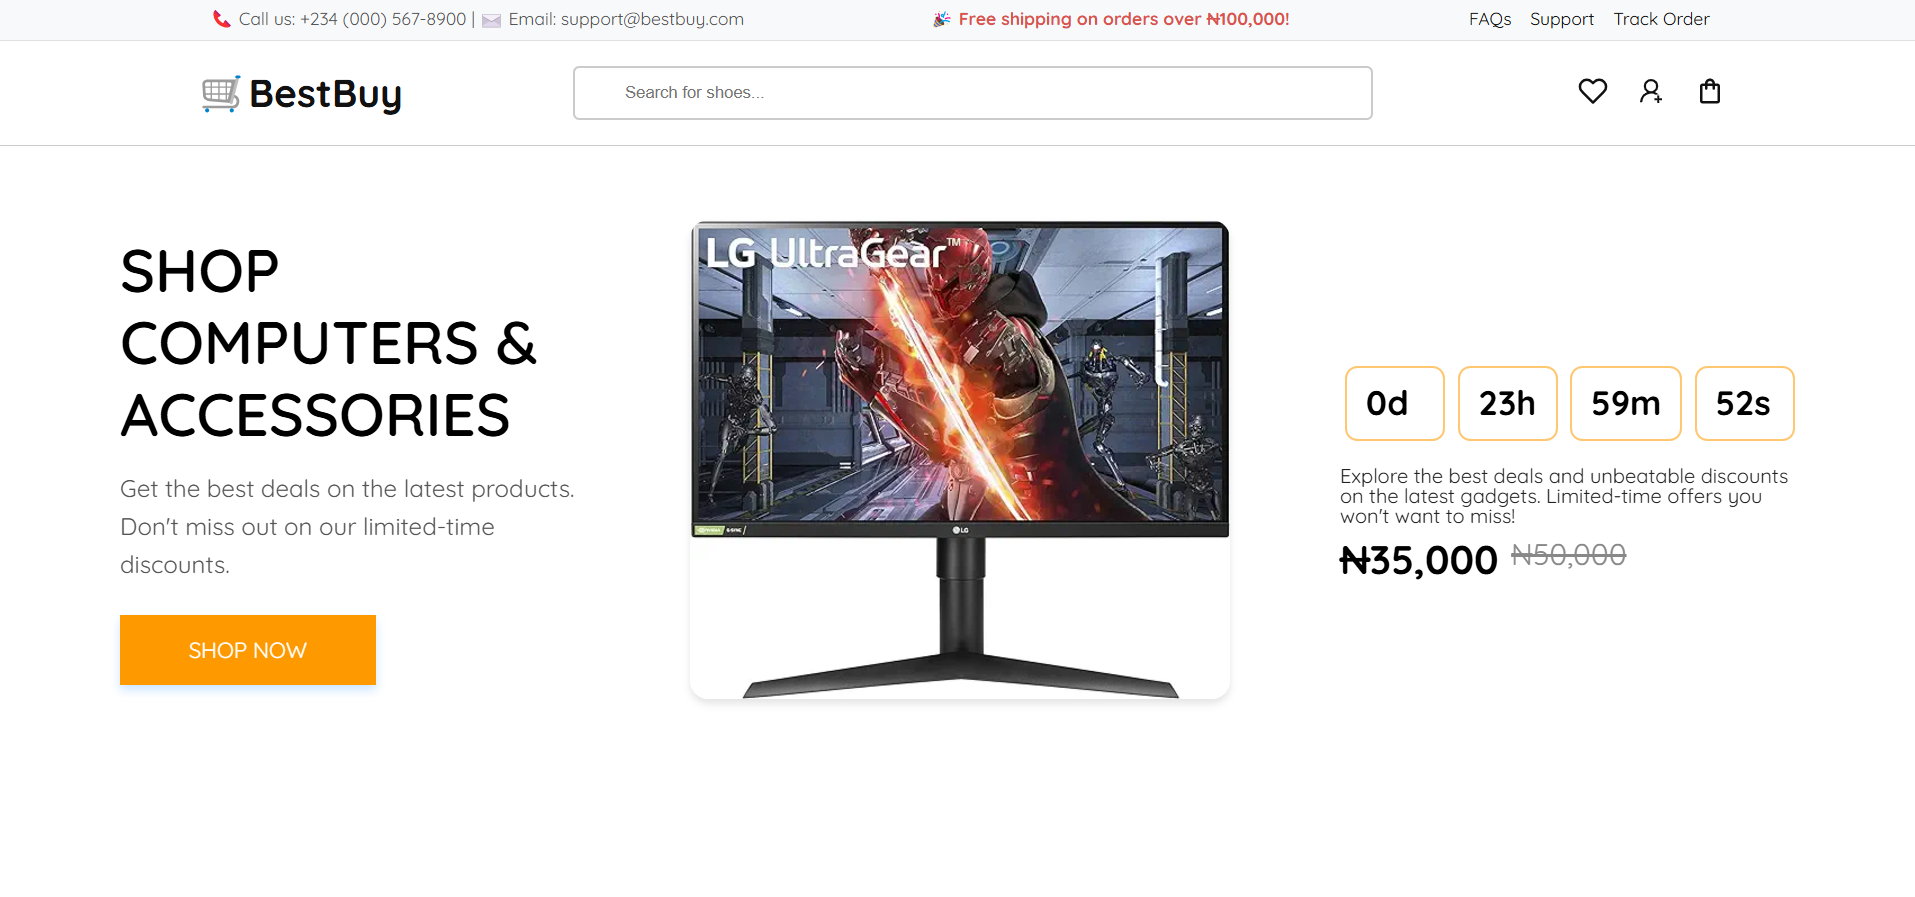 📞 Call us: +234 (000) 567-8900 | ✉️ Email: support@bestbuy.com
🎉 Free shipping on orders over ₦100,000!
FAQs Support Track Order
BestBuy
Search for shoes...
SHOP
COMPUTERS &
ACCESSORIES
Get the best deals on the latest products.
Don't miss out on our limited-time
discounts.
SHOP NOW
LG UltraGear™
NVIDIA G-SYNC
LG
0d 23h 59m 52s
Explore the best deals and unbeatable discounts
on the latest gadgets. Limited-time offers you
won't want to miss!
₦35,000 ₦50,000